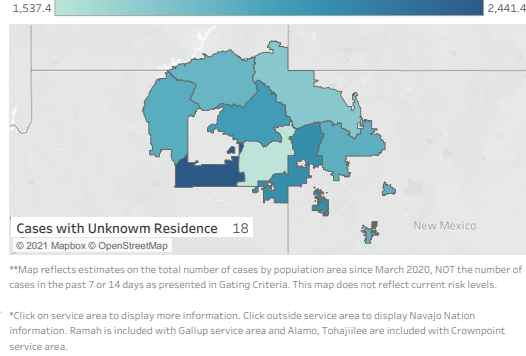 1,537.4 2,441.4
New Mexico
Cases with Unknowm Residence 18
© 2021 Mapbox © OpenStreetMap
**Map reflects estimates on the total number of cases by population area since March 2020, NOT the number of
cases in the past 7 or 14 days as presented in Gating Criteria. This map does not reflect current risk levels.
*Click on service area to display more information. Click outside service area to display Navajo Nation
information. Ramah is included with Gallup service area and Alamo, Tohajiilee are included with Crownpoint
service area.